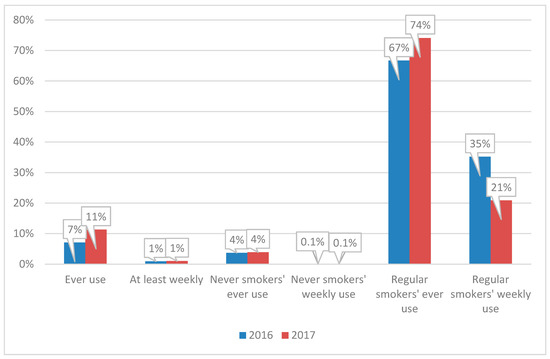 80%
70%
60%
50%
40%
30%
20%
10%
0%
7%
11%
1%
1%
4%
4%
0.1%
0.1%
67%
74%
35%
21%
Ever use
At least weekly
Never smokers'
ever use
Never smokers'
weekly use
Regular
smokers' ever
use
Regular
smokers' weekly
use
2016
2017